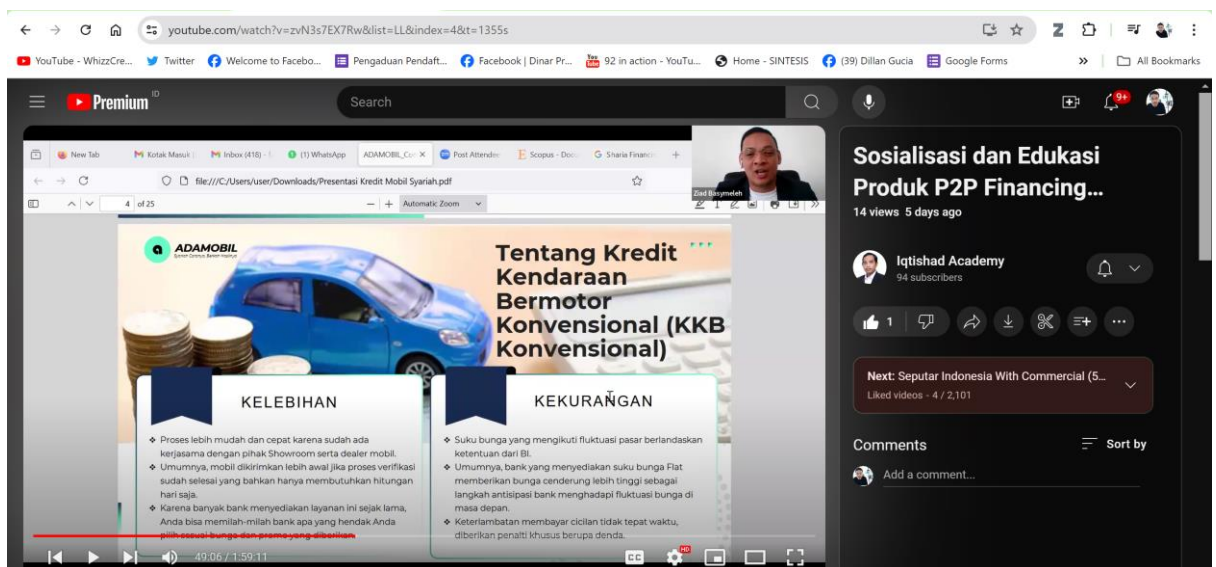 youtube.com/watch?v=zvN3s7EX7Rw&list=LL&index=4&t=1355s
YouTube - WhizzCre... Twitter Welcome to Facebo... Pengaduan Pendaft... Facebook | Dinar Pr... 92 in action - YouTu... Home - SINTESIS (39) Dillan Gucia Google Forms » All Bookmarks
Premium ID
Search
9+
New Tab Kotak Masuk ( Inbox (418) - (1) WhatsApp ADAMOBIL_Co Post Attendee Scopus - Doc Sharia Financ
file:///C:/Users/user/Downloads/Presentasi Kredit Mobil Syariah.pdf
4 of 25 Automatic Zoom
Ziad Basymeleh
ADAMOBIL
Tentang Kredit
Kendaraan
Bermotor
Konvensional (KKB
Konvensional)
KELEBIHAN
❖ Proses lebih mudah dan cepat karena sudah ada
kerjasama dengan pihak Showroom serta dealer mobil.
❖ Umumnya, mobil dikirimkan lebih awal jika proses verifikasi
sudah selesai yang bahkan hanya membutuhkan hitungan
hari saja.
❖ Karena banyak bank menyediakan layanan ini sejak lama,
Anda bisa memilah-milah bank apa yang hendak Anda
pilih sesuai bunga dan promo yang diberikan.
KEKURANGAN
❖ Suku bunga yang mengikuti fluktuasi pasar berlandaskan
ketentuan dari BI.
❖ Umumnya, bank yang menyediakan suku bunga Flat
memberikan bunga cenderung lebih tinggi sebagai
langkah antisipasi bank menghadapi fluktuasi bunga di
masa depan.
❖ Keterlambatan membayar cicilan tidak tepat waktu,
diberikan penalti khusus berupa denda.
49:06 / 1:59:11
CC HD
Sosialisasi dan Edukasi
Produk P2P Financing...
14 views 5 days ago
Iqtishad Academy
94 subscribers
1
Next: Seputar Indonesia With Commercial (5...
Liked videos - 4 / 2,101
Comments Sort by
Add a comment...